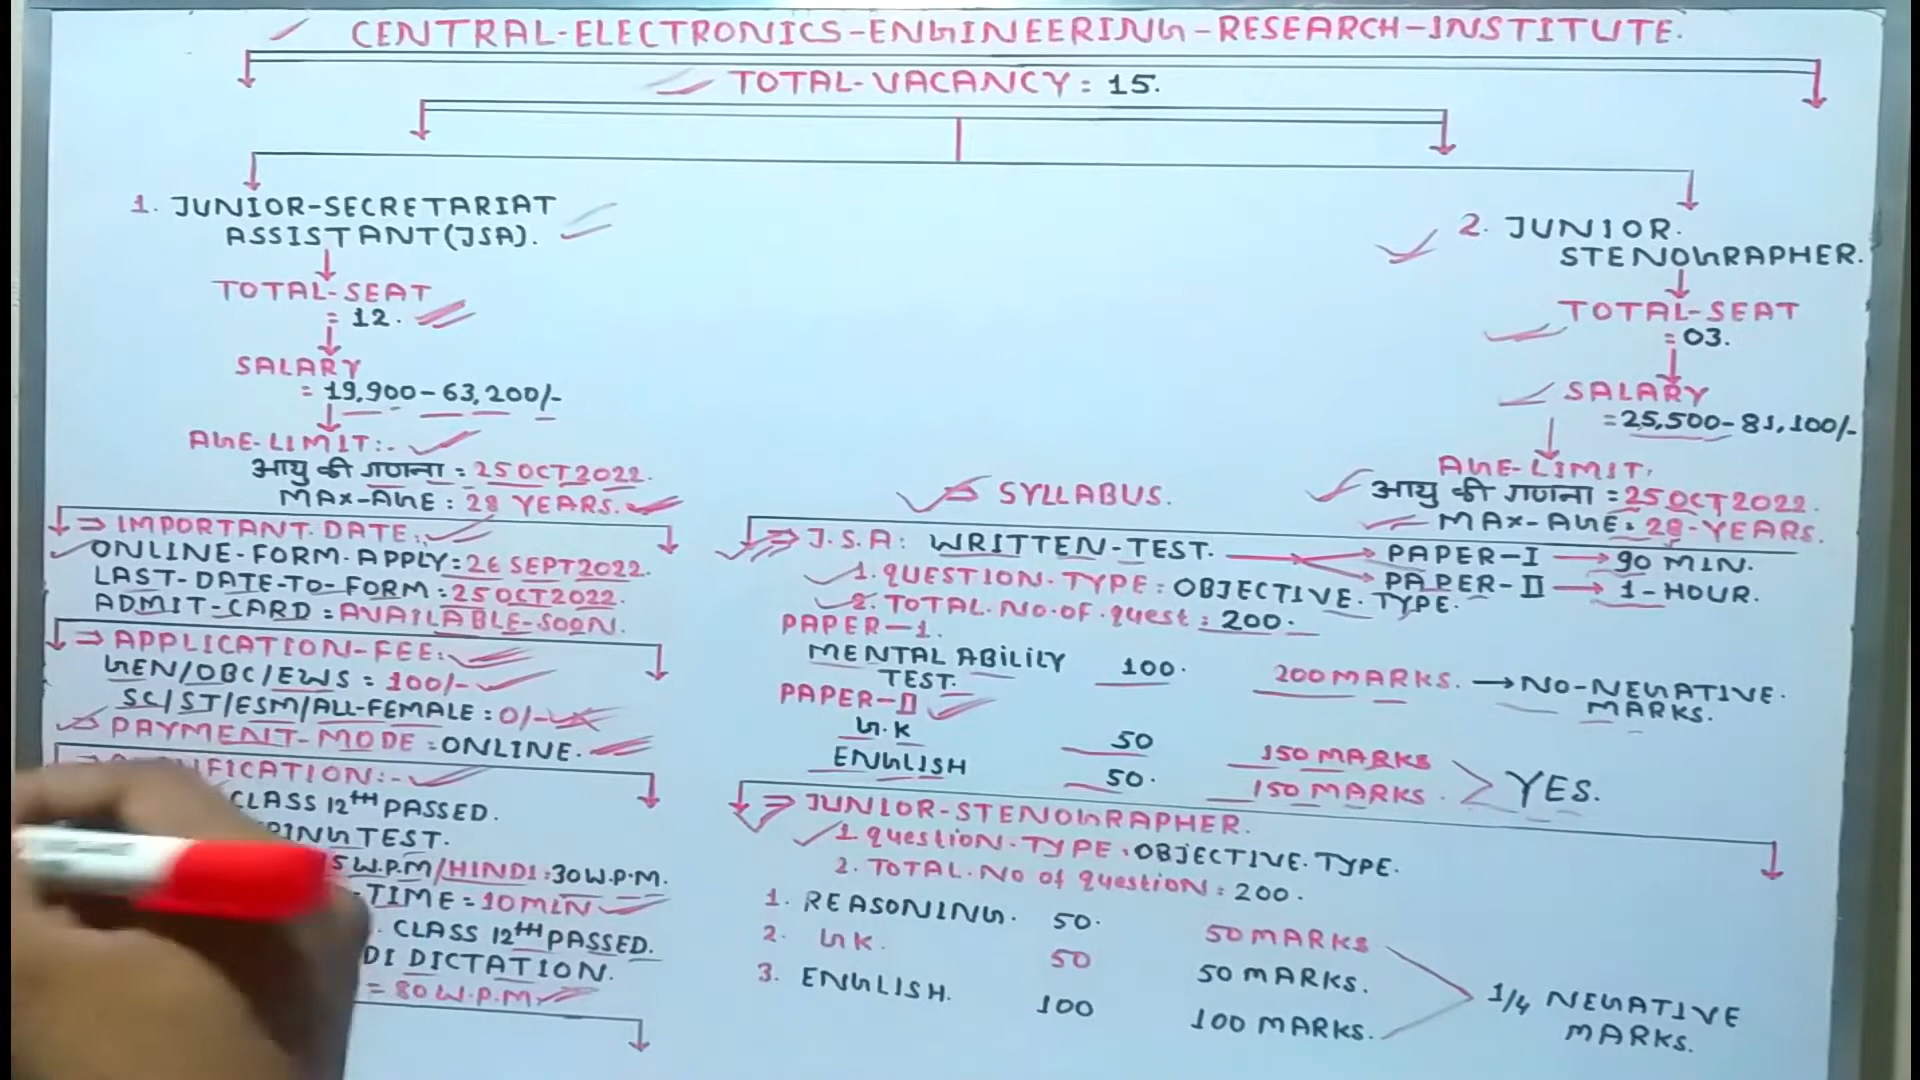 CENTRAL-ELECTRONICS-ENGINEERING-RESEARCH-INSTITUTE.
TOTAL-VACANCY: 15.
1. JUNIOR-SECRETARIAT
ASSISTANT(JSA).
TOTAL-SEAT
= 12.
SALARY
= 19,900-63,200/-
AGE-LIMIT:-
आयु की गणना = 25 OCT 2022.
MAX-AGE: 28 YEARS.
⇒ IMPORTANT.DATE:
ONLINE-FORM.APPLY: 26 SEPT 2022.
LAST-DATE-TO-FORM: 25 OCT 2022.
ADMIT-CARD = AVAILABLE-SOON.
⇒ APPLICATION-FEE:
GEN/OBC/EWS = 100/-
SC/ST/ESM/ALL-FEMALE: 0/-
PAYMENT-MODE = ONLINE.
CLASS 12TH PASSED.
TEST.
W.P.M/HINDI: 30 W.P.M.
TIME = 10 MIN
CLASS 12TH PASSED.
DICTATION.
= 80 W.P.M
2. JUNIOR.
STENOGRAPHER.
TOTAL-SEAT
= 03.
SALARY
= 25,500-81,100/-
AGE-LIMIT.
आयु की गणना = 25 OCT 2022.
MAX-AGE: 28-YEARS.
SYLLABUS.
⇒ J.S.A: WRITTEN-TEST. PAPER-I → 90 MIN.
PAPER-II → 1-HOUR.
1. QUESTION-TYPE: OBJECTIVE.TYPE.
2. TOTAL.NO.OF.quest: 200.
PAPER-1.
MENTAL ABILILY 100. 200 MARKS. → NO-NEGATIVE.
TEST. MARKS.
PAPER-II
G.K 50 150 MARKS
ENGLISH 50. 150 MARKS. YES.
⇒ JUNIOR-STENOGRAPHER.
1 question-TYPE: OBJECTIVE.TYPE.
2. TOTAL.NO of question: 200.
1. REASONING. 50. 50 MARKS
2. GK. 50 50 MARKS.
3. ENGLISH. 100 100 MARKS.
1/4 NEGATIVE
MARKS.